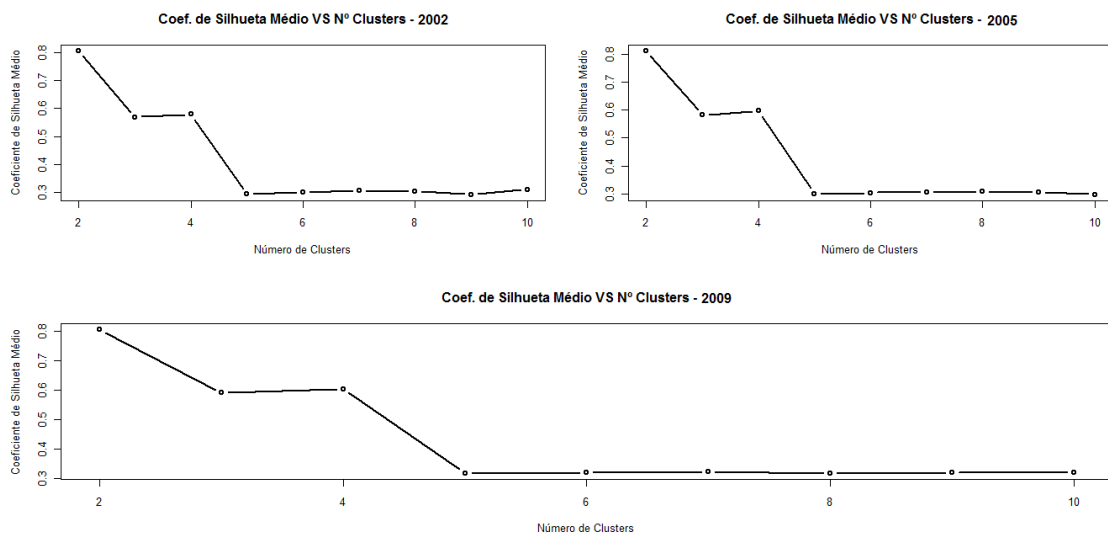 Coef. de Silhueta Médio VS Nº Clusters - 2002
Coeficiente de Silhueta Médio
0.8
0.7
0.6
0.5
0.4
0.3
2 4 6 8 10
Número de Clusters
Coef. de Silhueta Médio VS Nº Clusters - 2005
Coeficiente de Silhueta Médio
0.8
0.7
0.6
0.5
0.4
0.3
2 4 6 8 10
Número de Clusters
Coef. de Silhueta Médio VS Nº Clusters - 2009
Coeficiente de Silhueta Médio
0.8
0.7
0.6
0.5
0.4
0.3
2 4 6 8 10
Número de Clusters